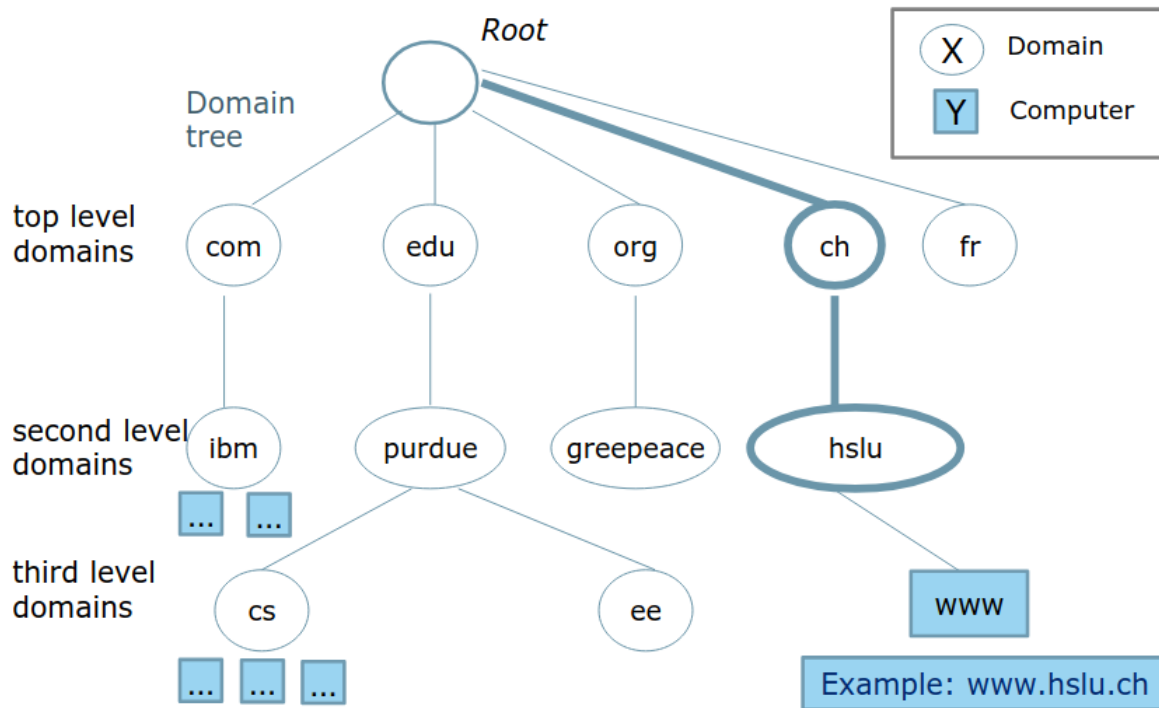 Root
X Domain
Y Computer
Domain
tree
top level
domains
com edu org ch fr
second level
domains
ibm purdue greepeace hslu
... ...
third level
domains
cs ee www
... ... ...
Example: www.hslu.ch